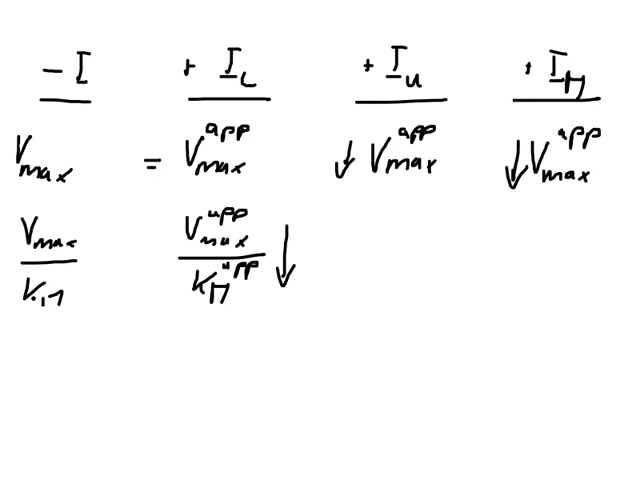 - I + I_c + I_u + I_M
V_max = V_max^app ↓ V_max^app ↓ V_max^app
V_max / K_M V_max^app / K_M^app ↓